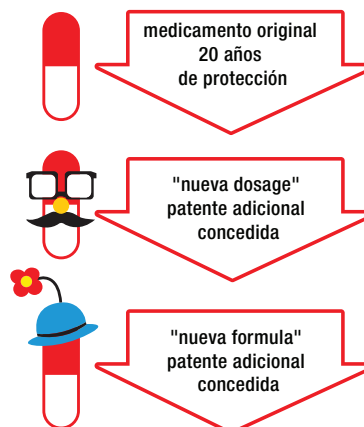 medicamento original
20 años
de protección
"nueva dosage"
patente adicional
concedida
"nueva formula"
patente adicional
concedida